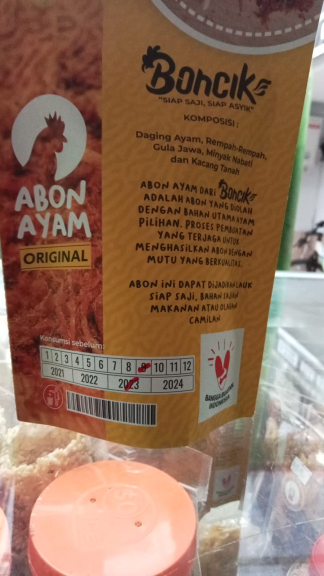 Boncik
"SIAP SAJI, SIAP ASYIK"
KOMPOSISI :
Daging Ayam, Rempah-Rempah,
Gula Jawa, Minyak Nabati
dan Kacang Tanah
ABON
AYAM
ORIGINAL
ABON AYAM DARI Boncik
ADALAH ABON YANG DIOLAH
DENGAN BAHAN UTAMA AYAM
PILIHAN. PROSES PEMBUATAN
YANG TERJAGA UNTUK
MENGHASILKAN ABON DENGAN
MUTU YANG BERKUALITAS.
ABON INI DAPAT DIJADIKAN LAUK
SIAP SAJI, BAHAN ISIAN
MAKANAN ATAU OLAHAN
CAMILAN.
Konsumsi sebelum:
1 2 3 4 5 6 7 8 9 10 11 12
2021 2022 2023 2024
BANGGA BUATAN
INDONESIA